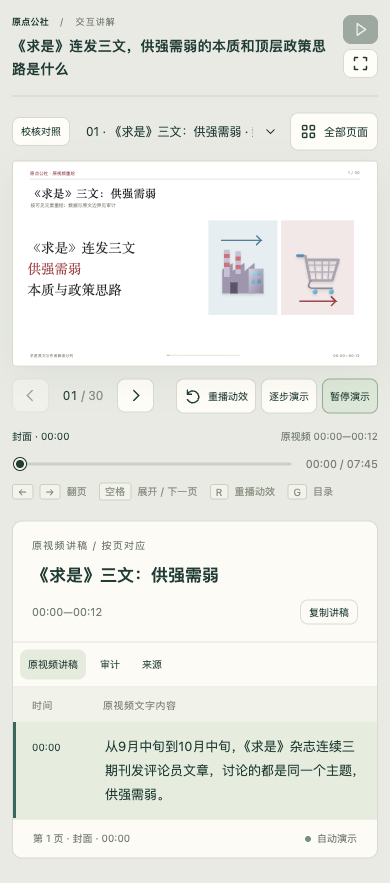 原点公社 / 交互讲解
《求是》连发三文，供强需弱的本质和顶层政策思
路是什么
校核对照
01 · 《求是》三文：供强需弱 ·
全部页面
《求是》三文：供强需弱
《求是》连发三文
供强需弱
本质与政策思路
01 / 30
重播动效
逐步演示
暂停演示
封面 · 00:00
原视频 00:00—00:12
00:00 / 07:45
← → 翻页 空格 展开 / 下一页 R 重播动效 G 目录
原视频讲稿 / 按页对应
《求是》三文：供强需弱
00:00—00:12
复制讲稿
原视频讲稿 审计 来源
时间 原视频文字内容
00:00
从9月中旬到10月中旬，《求是》杂志连续三
期刊发评论员文章，讨论的都是同一个主题，
供强需弱。
第 1 页 · 封面 · 00:00
自动演示